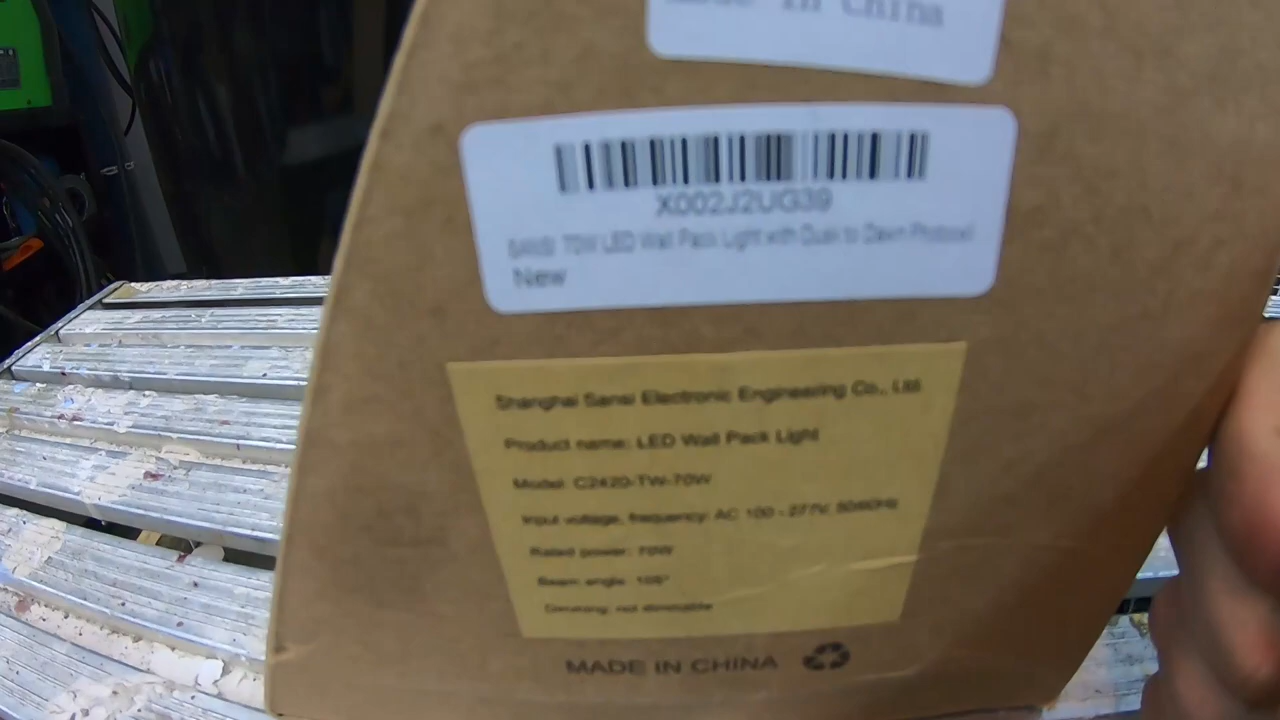 Made in China
X002J2UG39
SANSI 70W LED Wall Pack Light with Dusk to Dawn Photocell
New
Shanghai Sansi Electronic Engineering Co., Ltd.
Product name: LED Wall Pack Light
Model: C2420-TW-70W
Input voltage, frequency: AC 100 - 277V, 50/60Hz
Rated power: 70W
Beam angle: 105°
Dimming: not dimmable
MADE IN CHINA